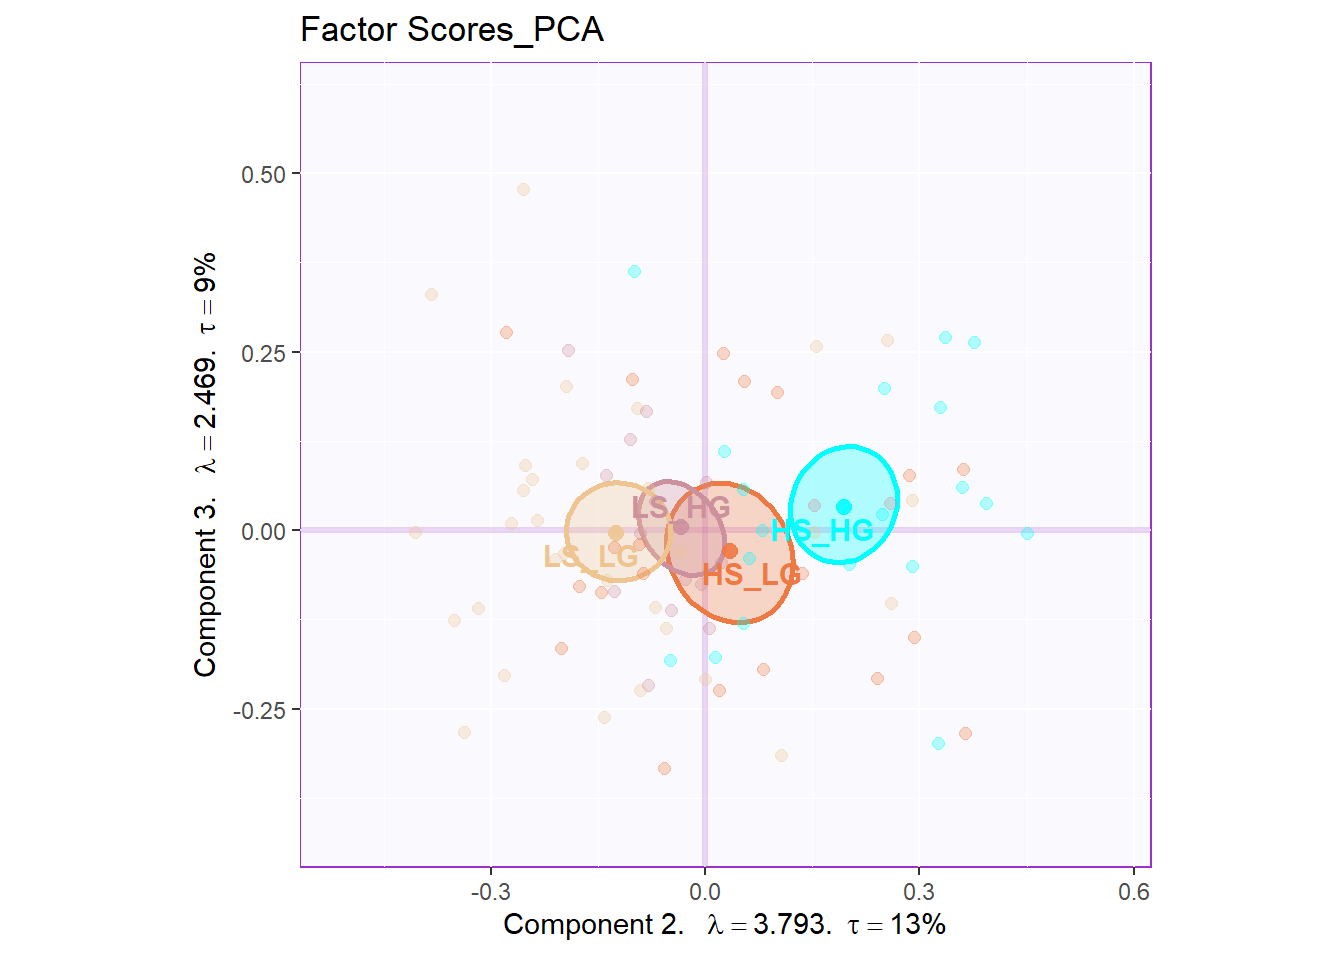 Factor Scores_PCA
Component 3. λ = 2.469. τ = 9%
0.50
0.25
0.00
-0.25
LS_HG
HS_HG
LS_LG
HS_LG
-0.3
0.0
0.3
0.6
Component 2. λ = 3.793. τ = 13%